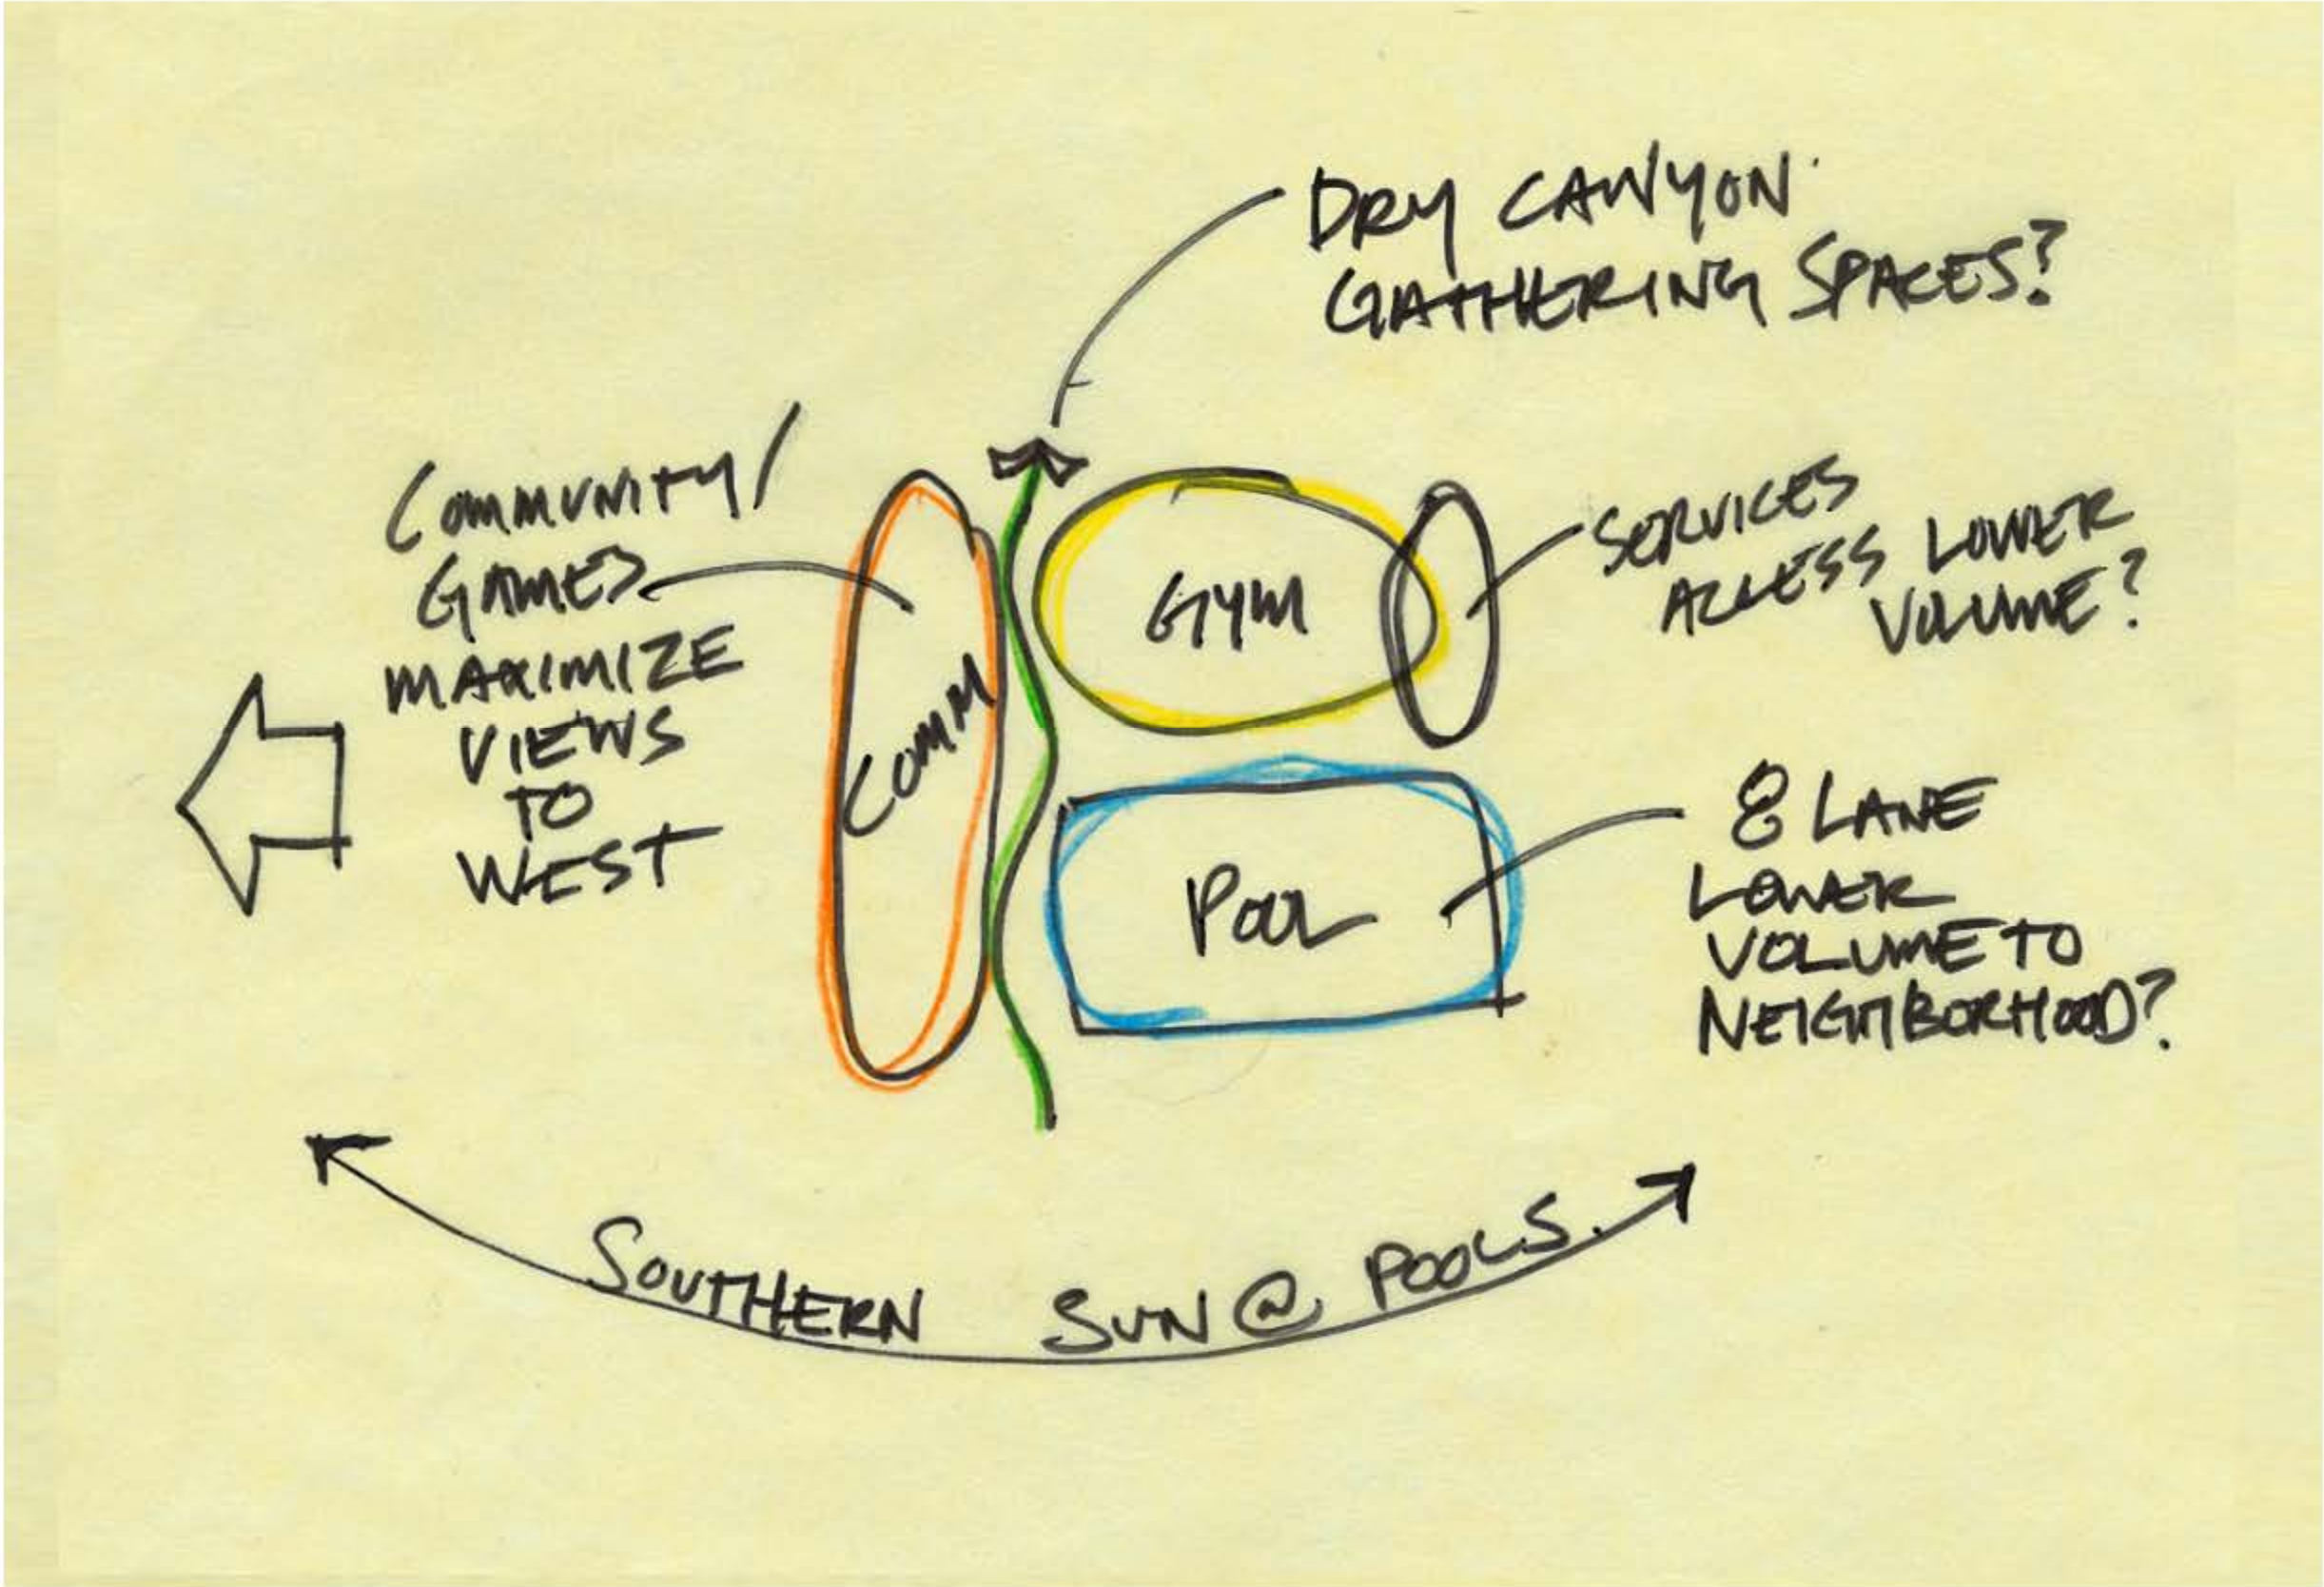 DRY CANYON
GATHERING SPACES?
COMMUNITY/
GAMES
MAXIMIZE
VIEWS
TO
WEST
COMM
GYM
SERVICES
ACCESS LOWER
VOLUME?
POOL
8 LANE
LOWER
VOLUME TO
NEIGHBORHOOD?
SOUTHERN SUN @ POOLS.